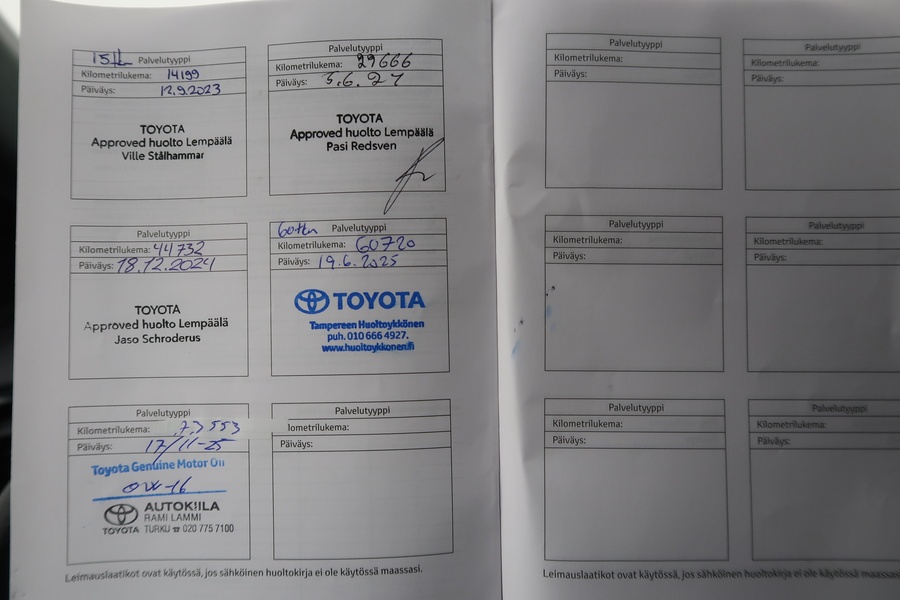 15tkm Palvelutyyppi
Kilometrilukema: 14199
Päiväys: 12.9.2023
TOYOTA
Approved huolto Lempäälä
Ville Stålhammar
Palvelutyyppi
Kilometrilukema: 29666
Päiväys: 5.6.24
TOYOTA
Approved huolto Lempäälä
Pasi Redsven
Palvelutyyppi
Kilometrilukema: 44732
Päiväys: 18.12.2024
TOYOTA
Approved huolto Lempäälä
Jaso Schroderus
60tkm Palvelutyyppi
Kilometrilukema: 60720
Päiväys: 19.6.2025
TOYOTA
Tampereen Huoltoykkönen
puh. 010 666 4927.
www.huoltoykkonen.fi
Palvelutyyppi
Kilometrilukema: 77553
Päiväys: 17/11-25
Toyota Genuine Motor Oil
0W-16
AUTOKIILA
RAMI LAMMI
TOYOTA TURKU ☎ 020 775 7100
Palvelutyyppi
lometrilukema:
Päiväys:
Leimauslaatikot ovat käytössä, jos sähköinen huoltokirja ei ole käytössä maassasi.
Palvelutyyppi
Kilometrilukema:
Päiväys:
Palvelutyyppi
Kilometrilukema:
Päiväys:
Palvelutyyppi
Kilometrilukema:
Päiväys:
Palvelutyyppi
Kilometrilukema:
Päiväys:
Palvelutyyppi
Kilometrilukema:
Päiväys:
Palvelutyyppi
Kilometrilukema:
Päiväys:
Leimauslaatikot ovat käytössä, jos sähköinen huoltokirja ei ole käytössä maassasi.